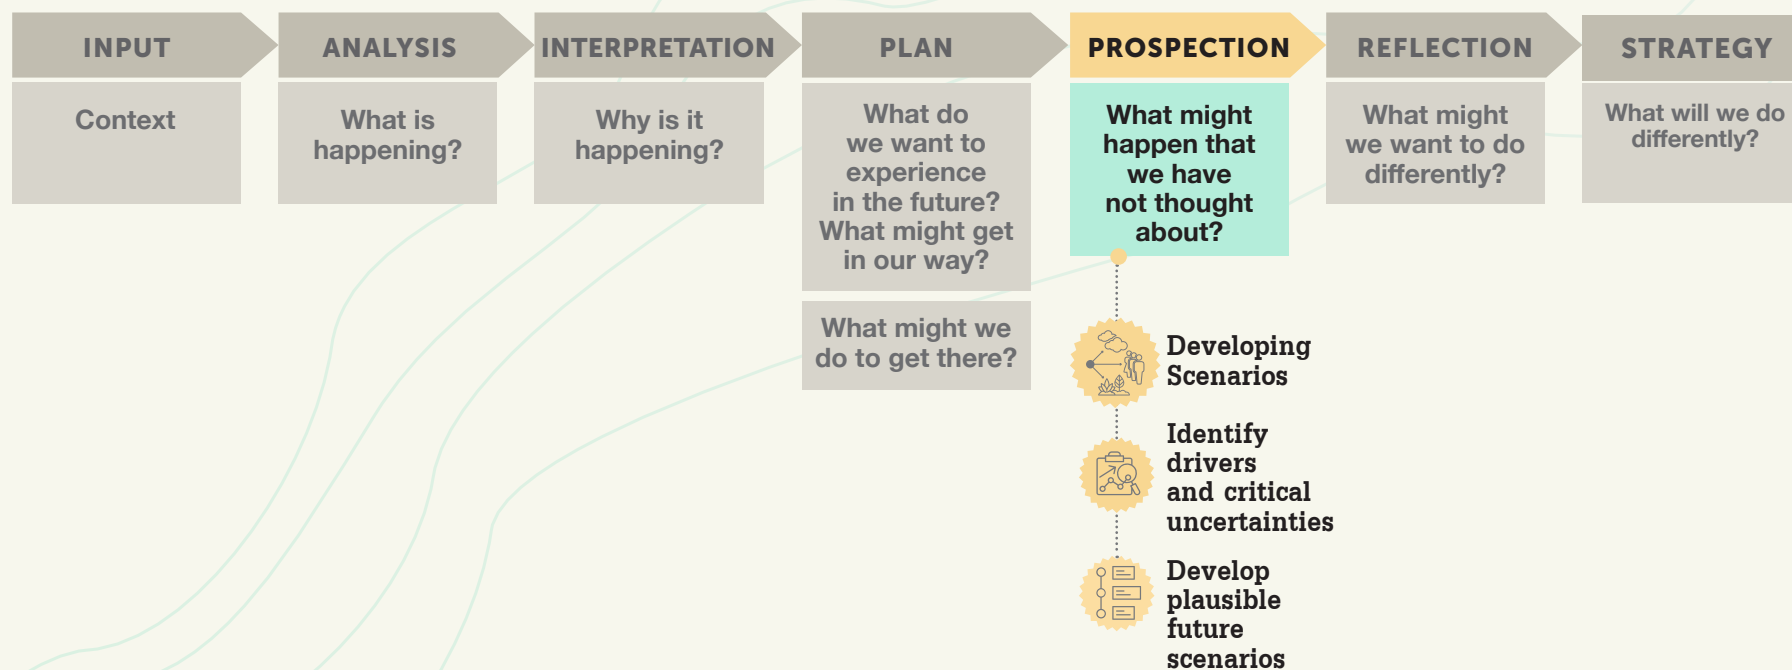 INPUT
ANALYSIS
INTERPRETATION
PLAN
PROSPECTION
REFLECTION
STRATEGY
Context
What is
happening?
Why is it
happening?
What do
we want to
experience
in the future?
What might get
in our way?
What might we
do to get there?
What might
happen that
we have
not thought
about?
What might
we want to do
differently?
What will we do
differently?
Developing
Scenarios
Identify
drivers
and critical
uncertainties
Develop
plausible
future
scenarios